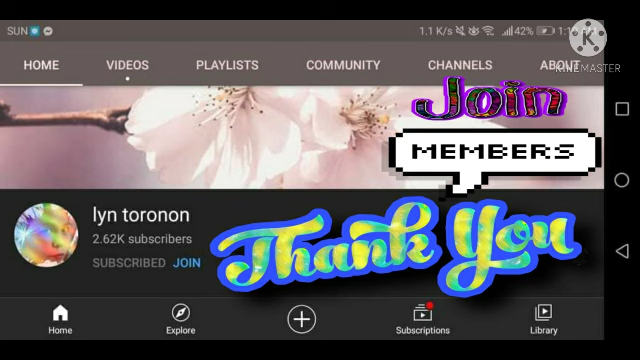 SUN 1.1 K/s 42%
KINEMASTER
HOME VIDEOS PLAYLISTS COMMUNITY CHANNELS ABOUT
Join
MEMBERS
lyn toronon
2.62K subscribers
SUBSCRIBED JOIN
Thank You
Home Explore Subscriptions Library